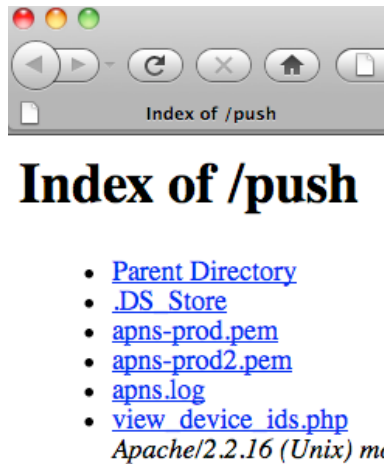 Index of /push
Index of /push
Parent Directory
.DS_Store
apns-prod.pem
apns-prod2.pem
apns.log
view_device_ids.php
Apache/2.2.16 (Unix)